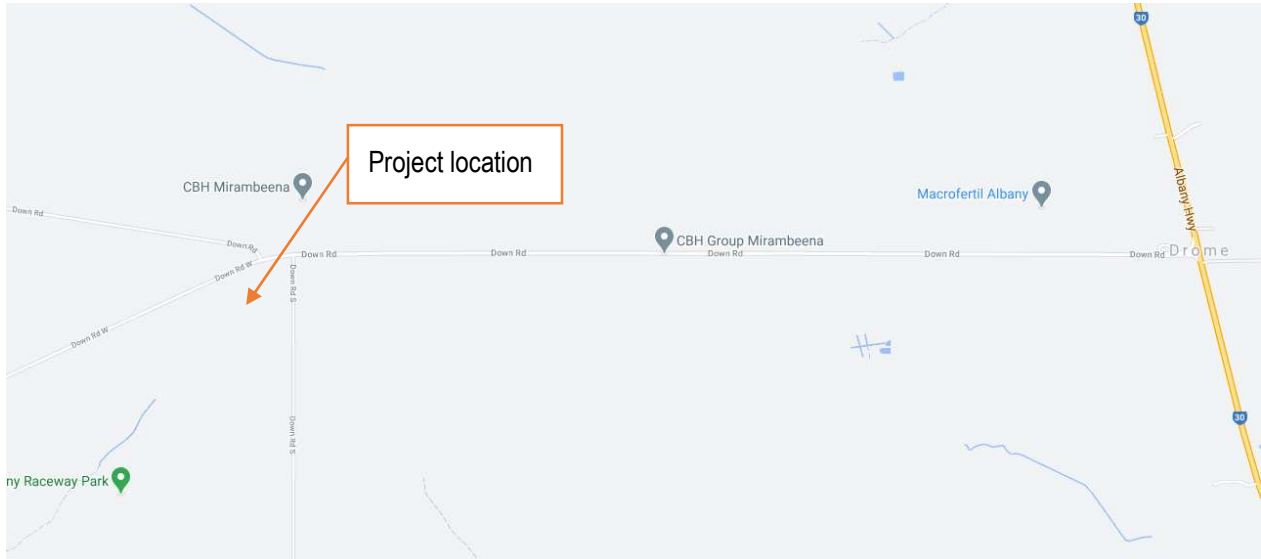 30
Project location
CBH Mirambeena
Macrofertil Albany
Albany Hwy
Down Rd
CBH Group Mirambeena
Down Rd
Down Rd W
Down Rd
Down Rd
Down Rd
Down Rd
Down Rd
Drome
Down Rd S
Down Rd W
30
Down Rd S
ny Raceway Park